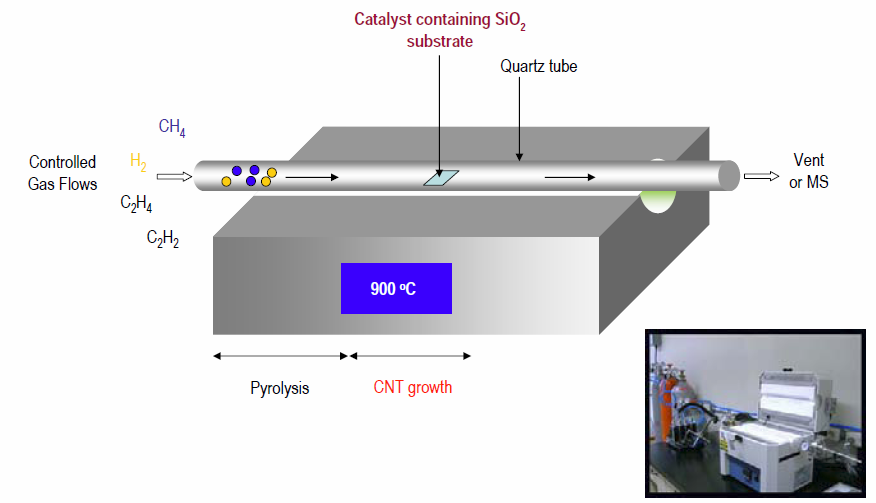 Catalyst containing SiO₂
substrate
Quartz tube
CH₄
Controlled
Gas Flows
H₂
Vent
or MS
C₂H₄
C₂H₂
900 ºC
Pyrolysis
CNT growth